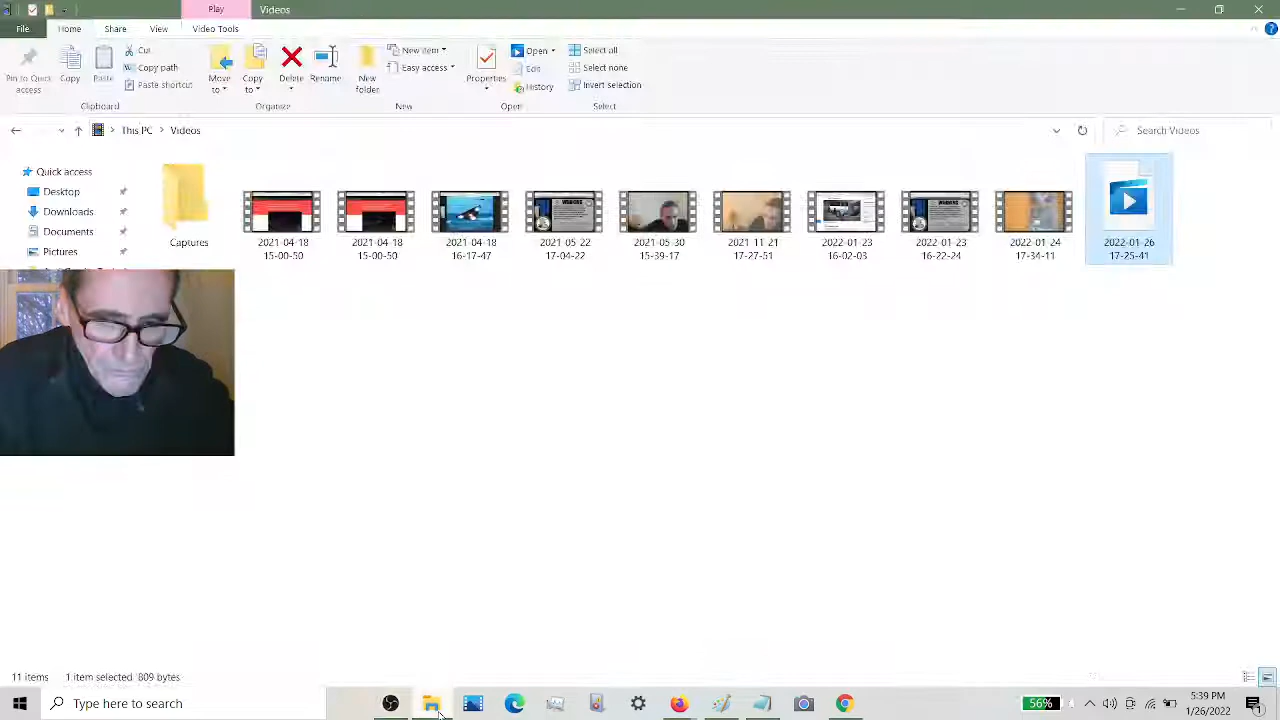 Play Videos
File Home Share View Video Tools
Pin to Quick access
Copy
Paste
Cut
Copy path
Paste shortcut
Clipboard
Move to
Copy to
Delete
Rename
Organize
New folder
New item
Easy access
New
Properties
Open
Edit
History
Open
Select all
Select none
Invert selection
Select
This PC Videos
Search Videos
Quick access
Desktop
Downloads
Documents
Pictures
Captures
2021-04-18
15-00-50
2021-04-18
15-00-50
2021-04-18
16-17-47
2021-05-22
17-04-22
2021-05-30
15-39-17
2021-11-21
17-27-51
2022-01-23
16-02-03
2022-01-23
16-22-24
2022-01-24
17-34-11
2022-01-26
17-25-41
WARNING
WARNING
11 items 1 item selected 809 bytes
Type here to search
56%
5:39 PM
1/26/2022
1